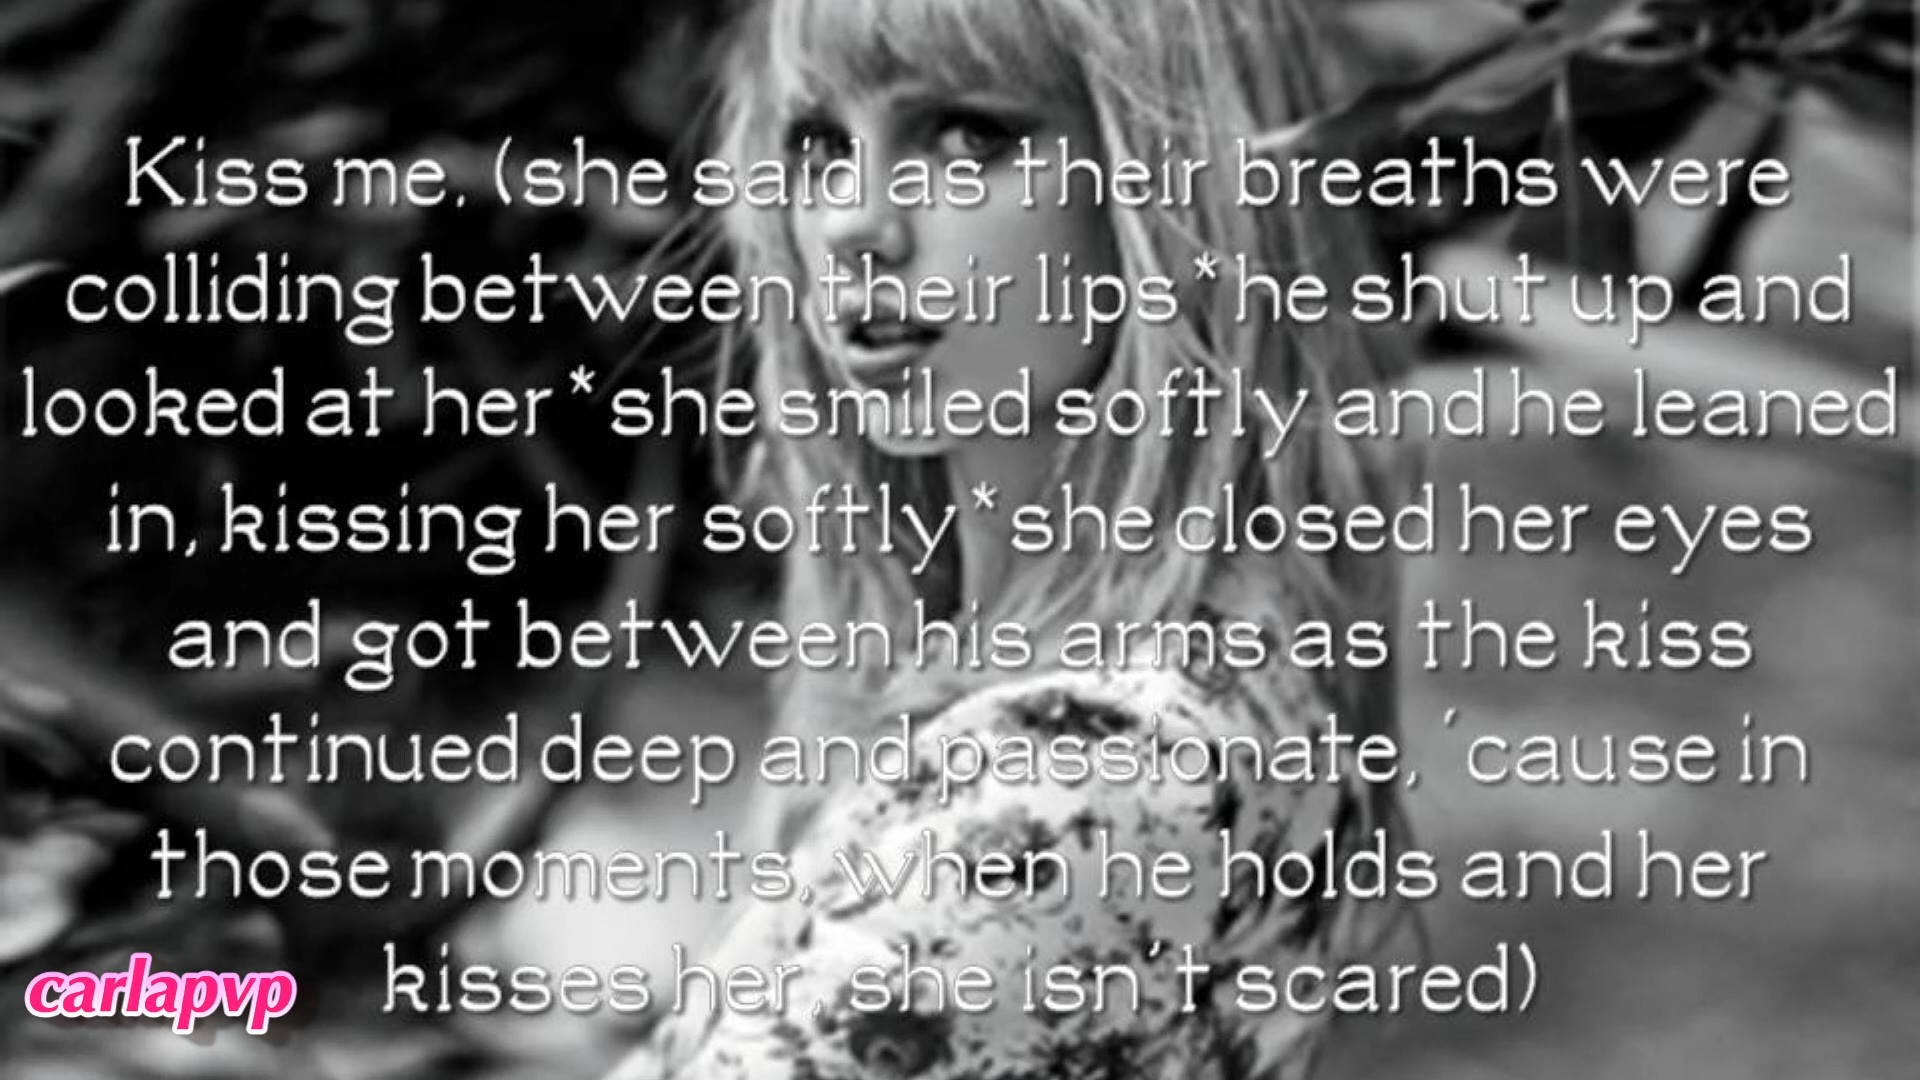 Kiss me, (she said as their breaths were
colliding between their lips*he shut up and
looked at her*she smiled softly and he leaned
in, kissing her softly*she closed her eyes
and got between his arms as the kiss
continued deep and passionate, 'cause in
those moments, when he holds and her
kisses her, she isn't scared)
carlapvp